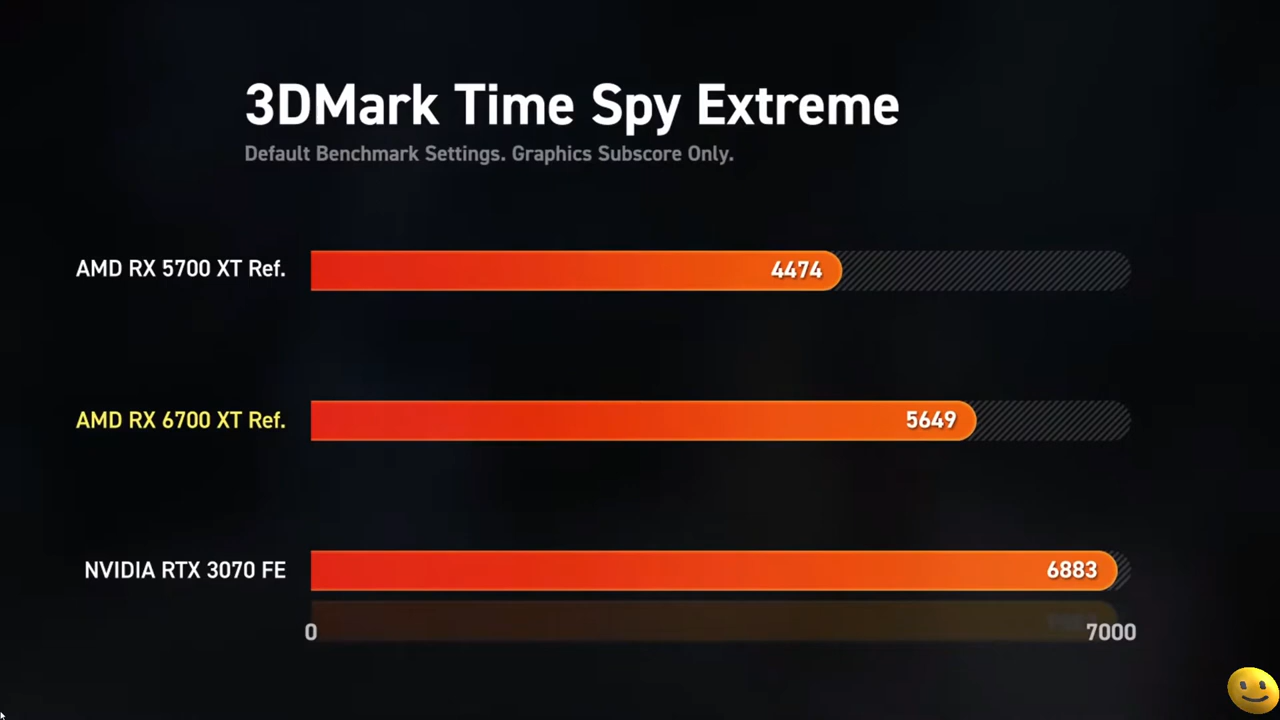 3DMark Time Spy Extreme
Default Benchmark Settings. Graphics Subscore Only.
AMD RX 5700 XT Ref. 4474
AMD RX 6700 XT Ref. 5649
NVIDIA RTX 3070 FE 6883
0 7000